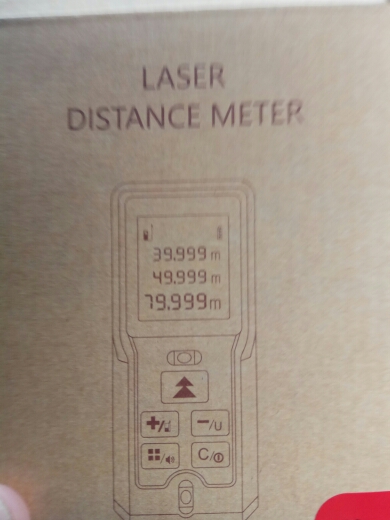 LASER
DISTANCE METER
39.999m
49.999m
79.999m
+/
−/U
C/